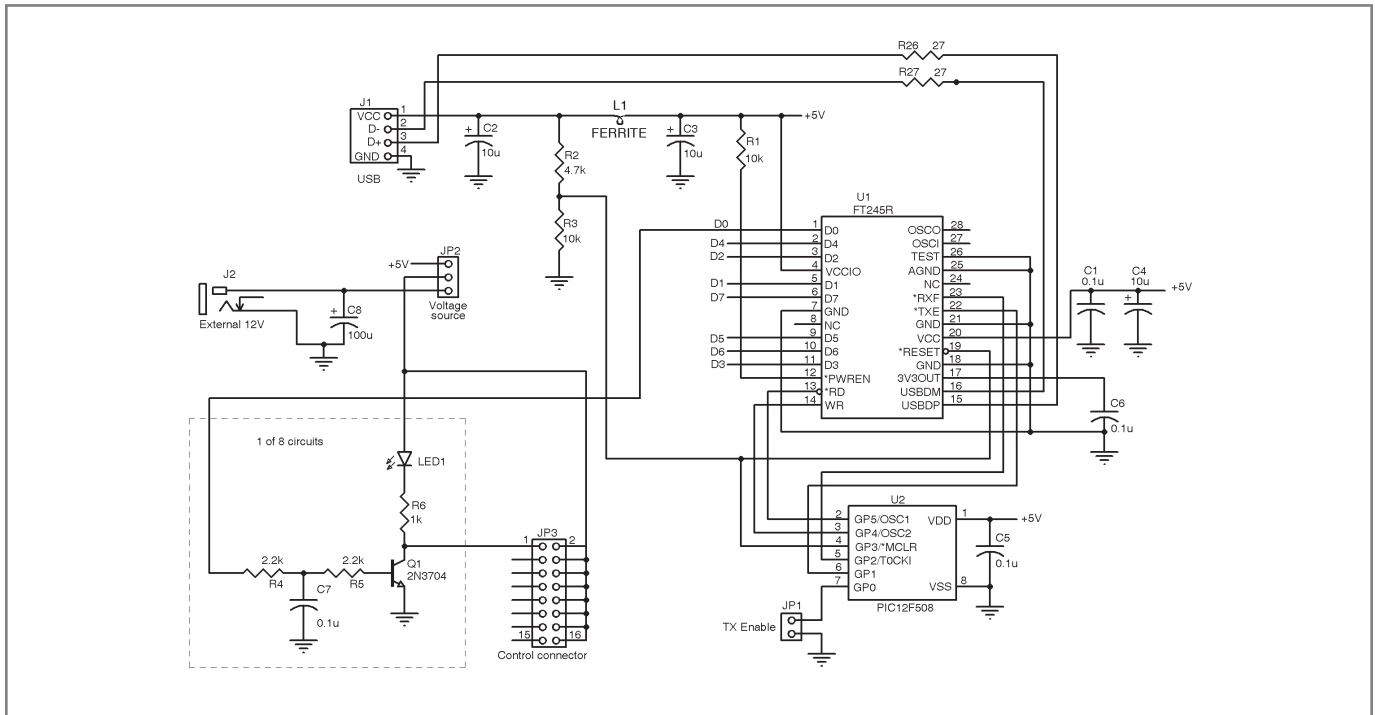 R26 27
R27 27
J1
VCC 1
D- 2
D+ 3
GND 4
USB
+ C2
10u
L1
FERRITE
+ C3
10u
R1
10k
+5V
R2
4.7k
R3
10k
U1
FT245R
D0 1 D0
D4 2 D4
D2 3 D2
4 VCCIO
D1 5 D1
D7 6 D7
7 GND
8 NC
D5 9 D5
D6 10 D6
D3 11 D3
12 *PWREN
13 *RD
14 WR
OSCO 28
OSCI 27
TEST 26
AGND 25
NC 24
*RXF 23
*TXE 22
GND 21
VCC 20
*RESET 19
GND 18
3V3OUT 17
USBDM 16
USBDP 15
C1
0.1u
C4
10u
+
+5V
C6
0.1u
J2
External 12V
+ C8
100u
JP2
+5V
Voltage
source
1 of 8 circuits
LED1
R6
1k
2.2k
R4
2.2k
R5
C7
0.1u
Q1
2N3704
JP3
1 2
15 16
Control connector
U2
2 GP5/OSC1
3 GP4/OSC2
4 GP3/*MCLR
5 GP2/T0CKI
6 GP1
7 GP0
VDD 1
VSS 8
PIC12F508
+5V
C5
0.1u
JP1
TX Enable